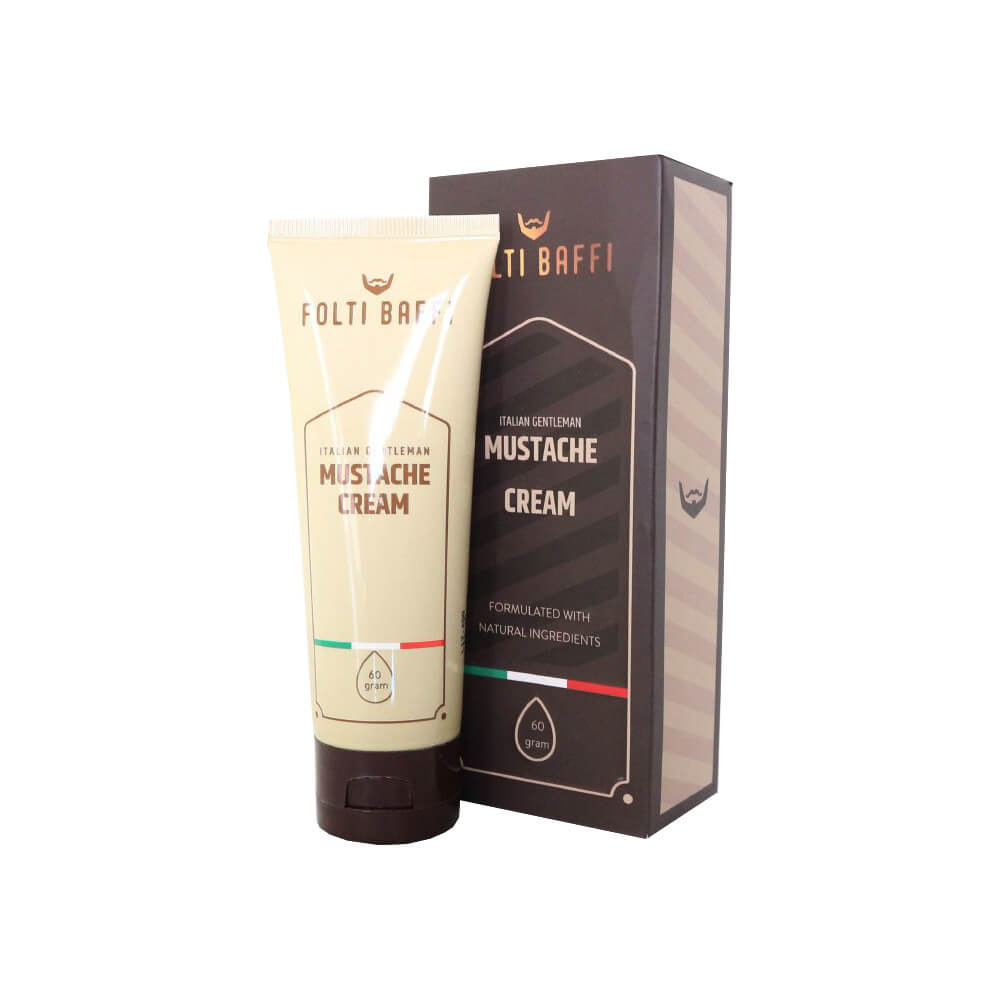 FOLTI BAFFI
ITALIAN GENTLEMAN
MUSTACHE
CREAM
60
gram
LTI BAFFI
ITALIAN GENTLEMAN
MUSTACHE
CREAM
FORMULATED WITH
NATURAL INGREDIENTS
60
gram